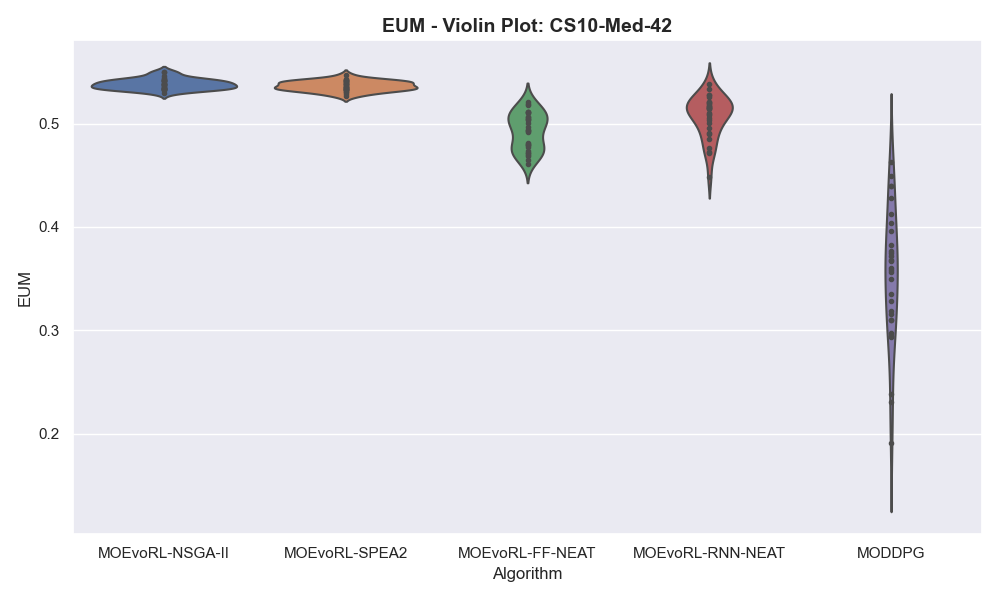 EUM - Violin Plot: CS10-Med-42
EUM
0.5
0.4
0.3
0.2
MOEvoRL-NSGA-II
MOEvoRL-SPEA2
MOEvoRL-FF-NEAT
MOEvoRL-RNN-NEAT
MODDPG
Algorithm